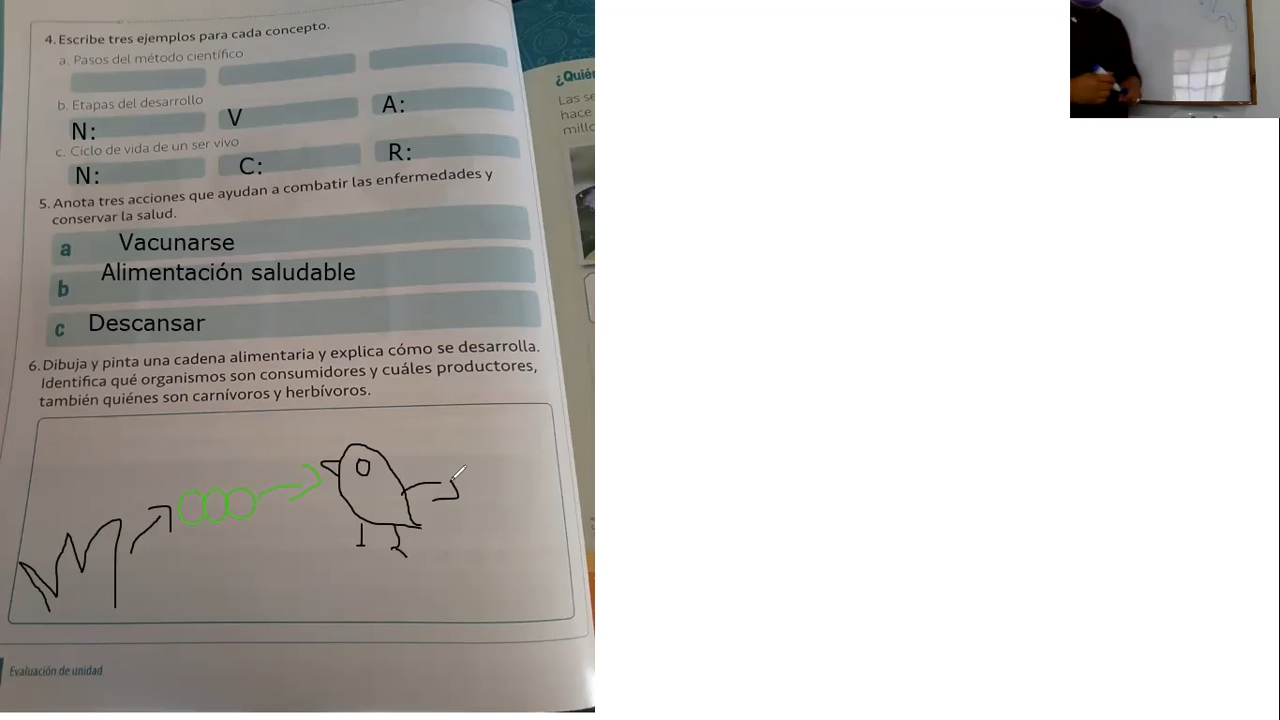 4. Escribe tres ejemplos para cada concepto.
a. Pasos del método científico
b. Etapas del desarrollo
N: V A:
c. Ciclo de vida de un ser vivo
N: C: R:
5. Anota tres acciones que ayudan a combatir las enfermedades y
conservar la salud.
a Vacunarse
b Alimentación saludable
c Descansar
6. Dibuja y pinta una cadena alimentaria y explica cómo se desarrolla.
Identifica qué organismos son consumidores y cuáles productores,
también quiénes son carnívoros y herbívoros.
Evaluación de unidad
Las
hace